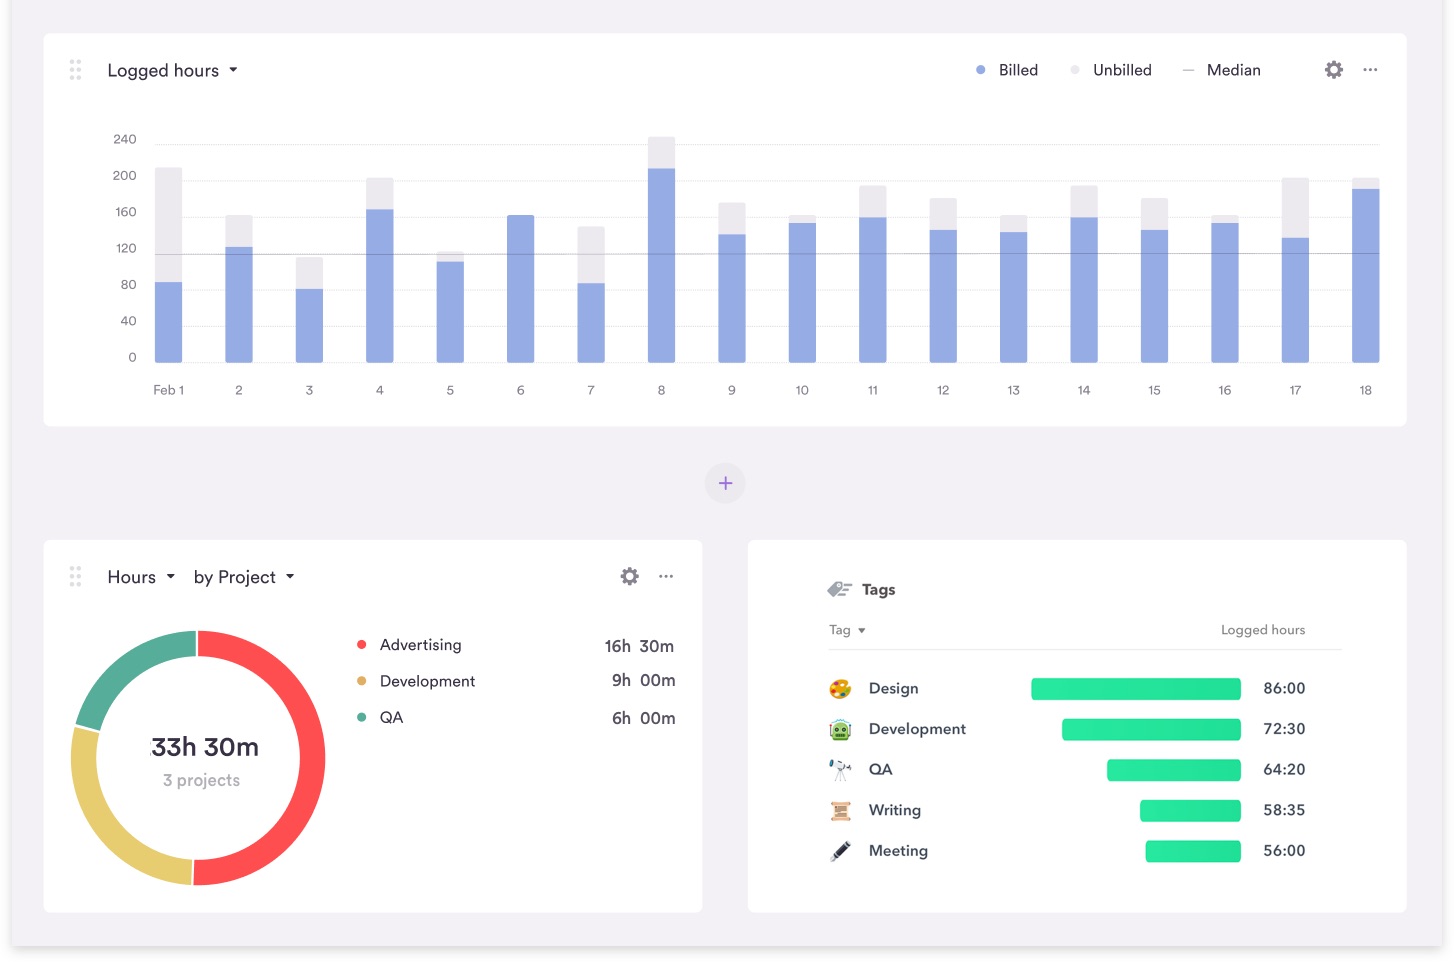 Logged hours
Billed Unbilled Median
240
200
160
120
80
40
0
Feb 1 2 3 4 5 6 7 8 9 10 11 12 13 14 15 16 17 18
Hours by Project
Advertising 16h 30m
Development 9h 00m
QA 6h 00m
33h 30m
3 projects
Tags
Tag Logged hours
Design 86:00
Development 72:30
QA 64:20
Writing 58:35
Meeting 56:00